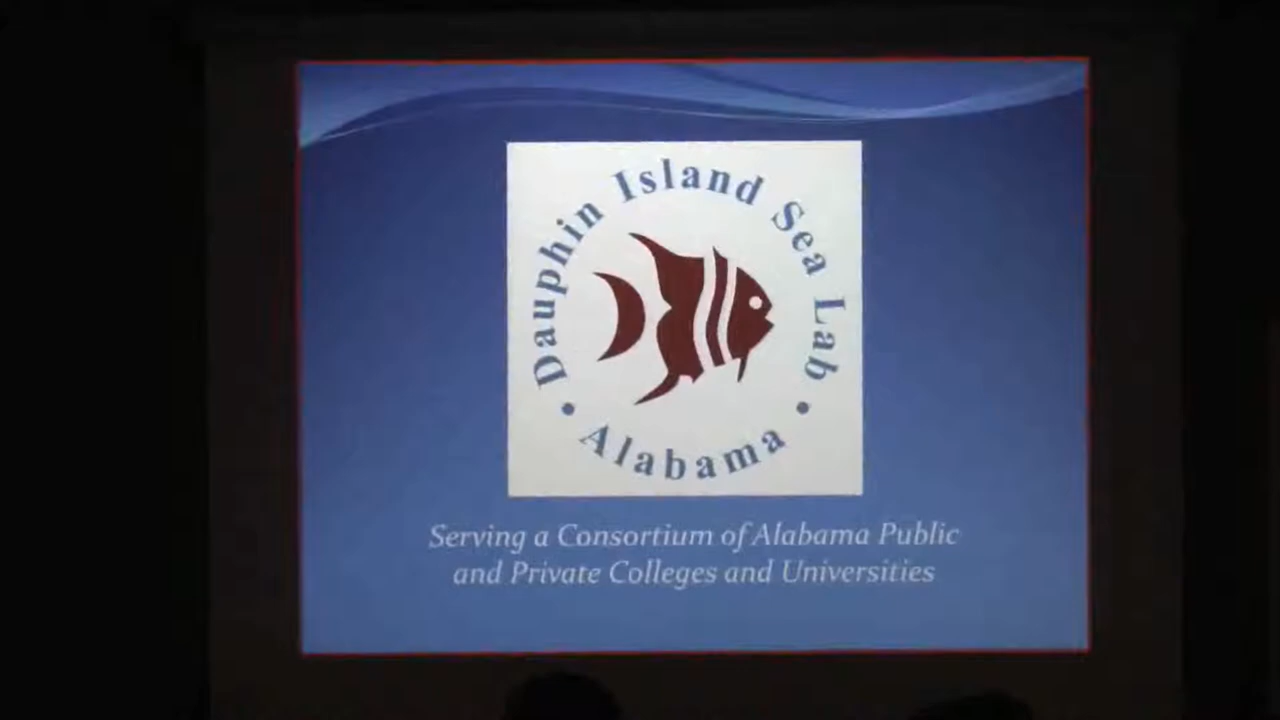 Dauphin Island Sea Lab
• Alabama •
Serving a Consortium of Alabama Public
and Private Colleges and Universities